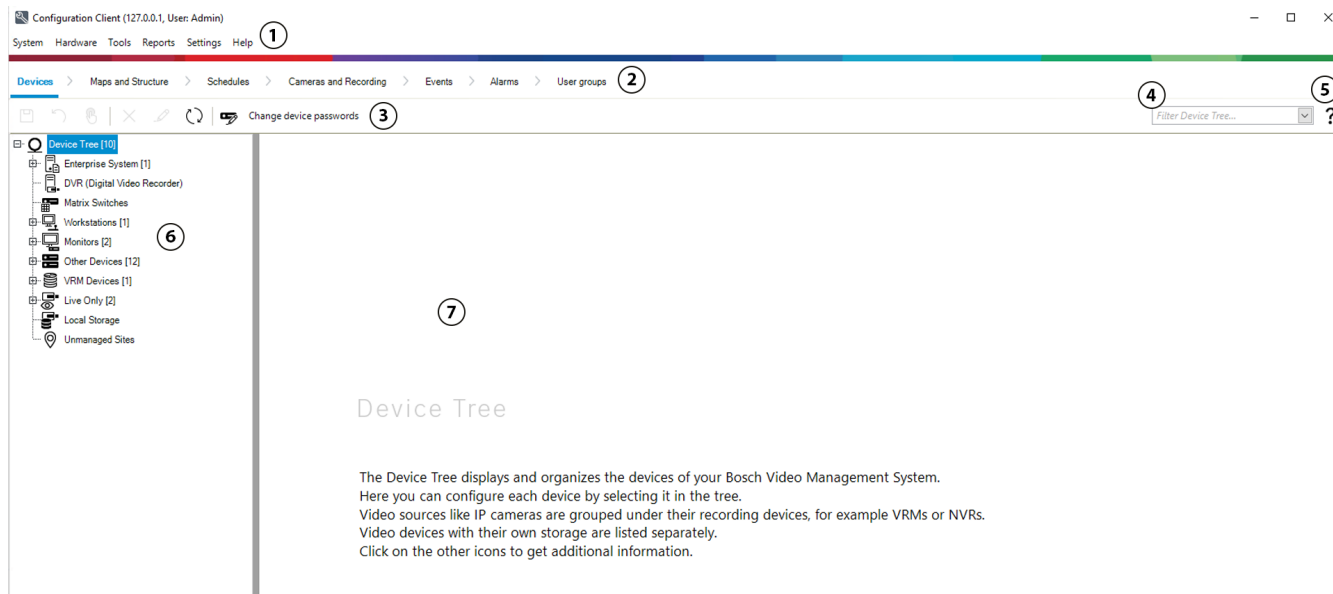 Configuration Client (127.0.0.1, User: Admin)
System Hardware Tools Reports Settings Help 1
Devices > Maps and Structure > Schedules > Cameras and Recording > Events > Alarms > User groups 2
4 5
Change device passwords 3 Filter Device Tree... ?
Device Tree [10]
Enterprise System [1]
DVR (Digital Video Recorder)
Matrix Switches
Workstations [1]
6
Monitors [2]
Other Devices [12]
VRM Devices [1]
Live Only [2]
7
Local Storage
Unmanaged Sites
Device Tree
The Device Tree displays and organizes the devices of your Bosch Video Management System.
Here you can configure each device by selecting it in the tree.
Video sources like IP cameras are grouped under their recording devices, for example VRMs or NVRs.
Video devices with their own storage are listed separately.
Click on the other icons to get additional information.